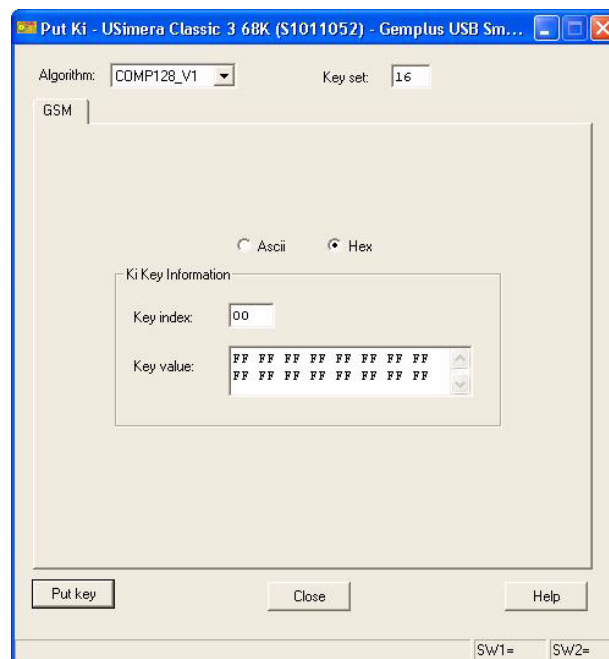 Put Ki - USimera Classic 3 68K (S1011052) - Gemplus USB Sm...
Algorithm: COMP128_V1 Key set: 16
GSM
Ascii Hex
Ki Key Information
Key index: 00
Key value: FF FF FF FF FF FF FF FF
FF FF FF FF FF FF FF FF
Put key Close Help
SW1= SW2=